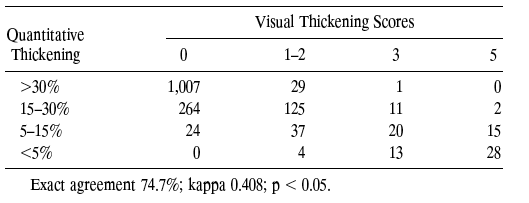 Quantitative Thickening Visual Thickening Scores
0 1–2 3 5
>30% 1,007 29 1 0
15–30% 264 125 11 2
5–15% 24 37 20 15
<5% 0 4 13 28
Exact agreement 74.7%; kappa 0.408; p < 0.05.